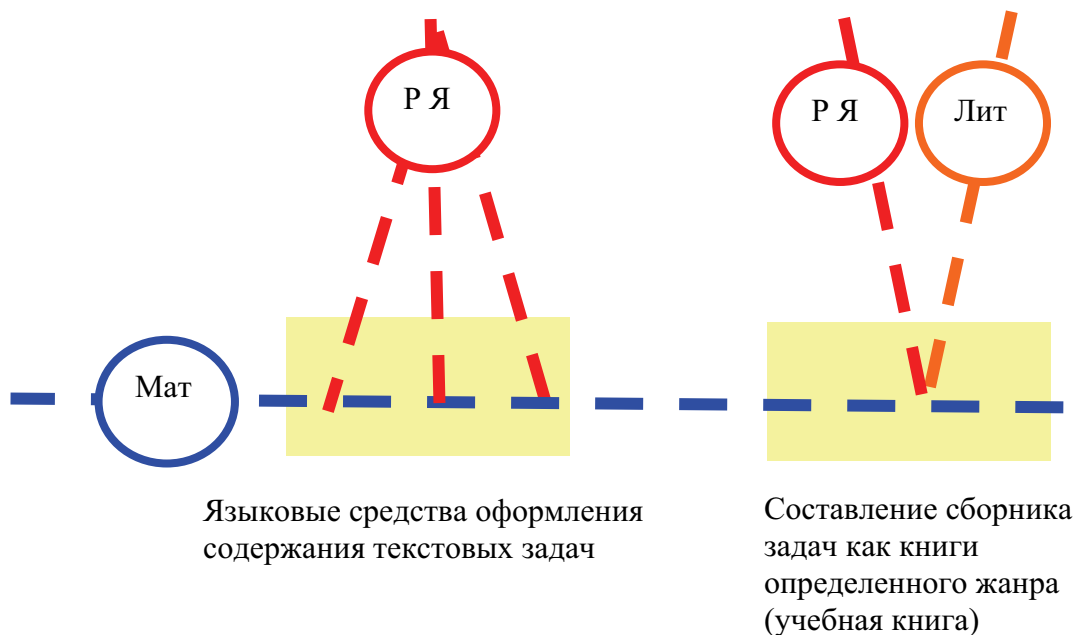 Р Я
Р Я
Лит
Мат
Языковые средства оформления
содержания текстовых задач
Составление сборника
задач как книги
определенного жанра
(учебная книга)